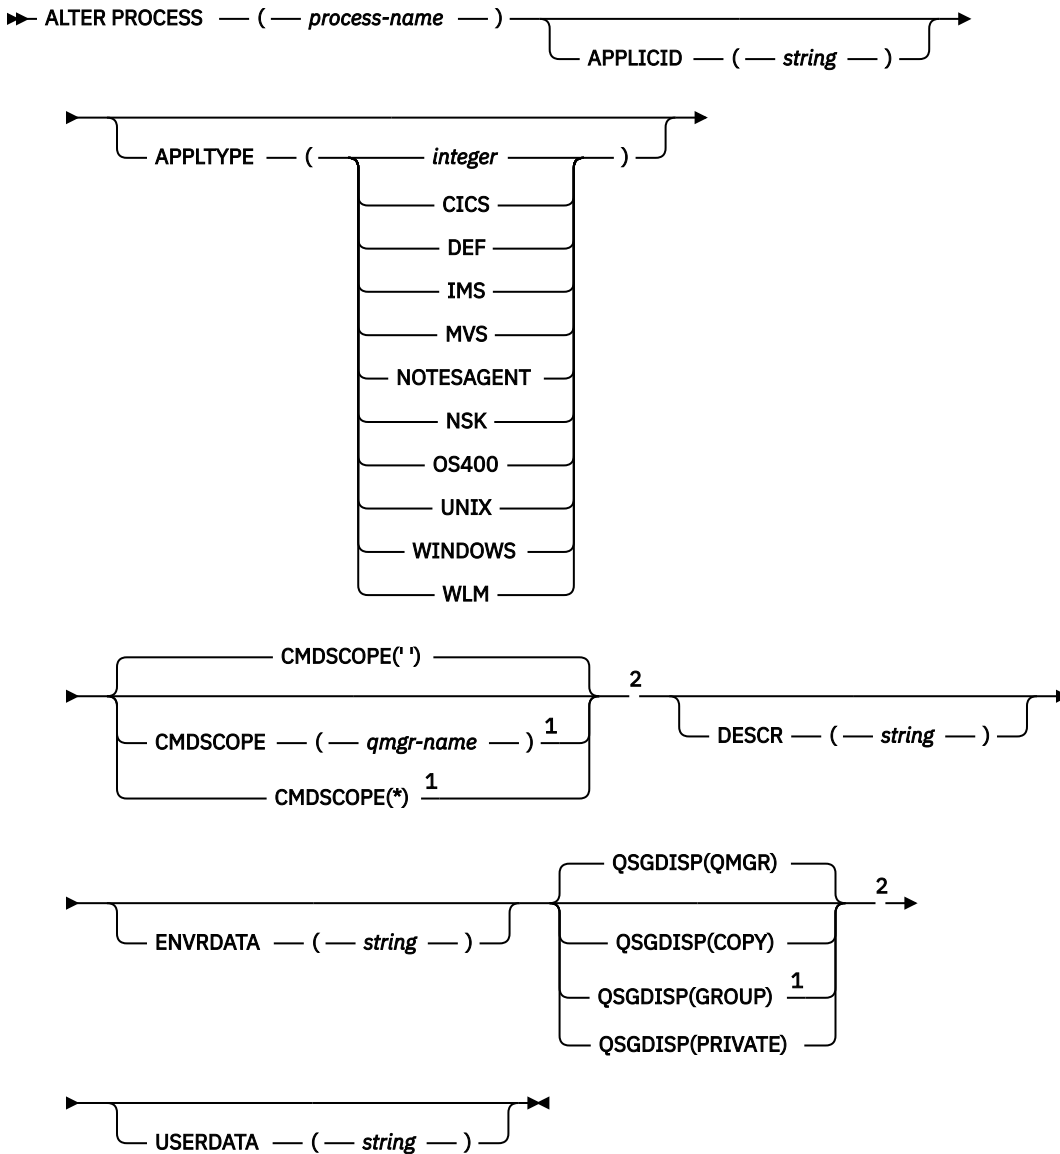 ALTER PROCESS ( process-name )
APPLICID ( string )
APPLTYPE ( integer )
CICS
DEF
IMS
MVS
NOTESAGENT
NSK
OS400
UNIX
WINDOWS
WLM
CMDSCOPE(' ')
2
CMDSCOPE ( qmgr-name ) 1
DESCR ( string )
CMDSCOPE(*) 1
QSGDISP(QMGR)
2
ENVRDATA ( string )
QSGDISP(COPY)
QSGDISP(GROUP) 1
QSGDISP(PRIVATE)
USERDATA ( string )